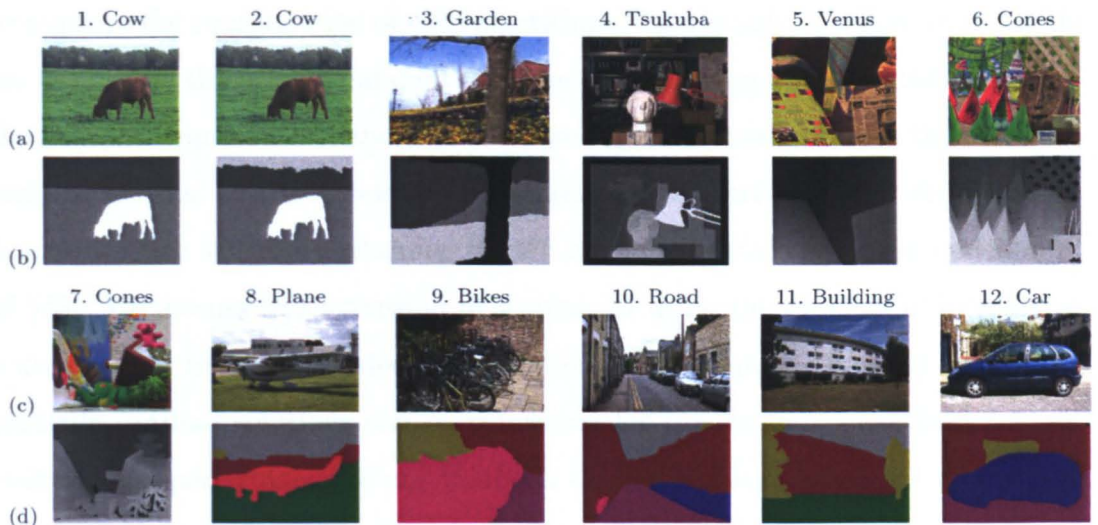 1. Cow 2. Cow 3. Garden 4. Tsukuba 5. Venus 6. Cones
(a)
(b)
7. Cones 8. Plane 9. Bikes 10. Road 11. Building 12. Car
(c)
(d)